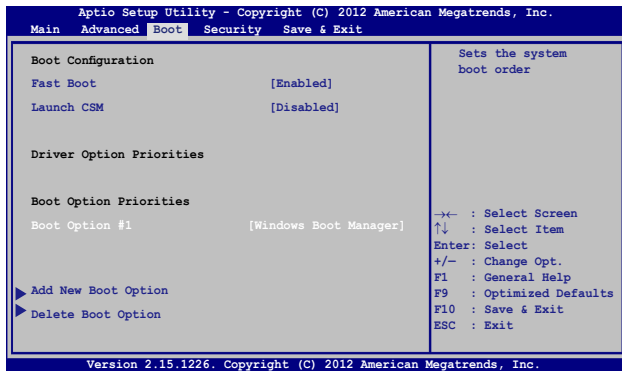 Aptio Setup Utility - Copyright (C) 2012 American Megatrends, Inc.
Main Advanced Boot Security Save & Exit
Boot Configuration
Fast Boot [Enabled]
Launch CSM [Disabled]
Driver Option Priorities
Boot Option Priorities
Boot Option #1 [Windows Boot Manager]
Add New Boot Option
Delete Boot Option
Sets the system
boot order
→← : Select Screen
↑↓ : Select Item
Enter: Select
+/— : Change Opt.
F1 : General Help
F9 : Optimized Defaults
F10 : Save & Exit
ESC : Exit
Version 2.15.1226. Copyright (C) 2012 American Megatrends, Inc.